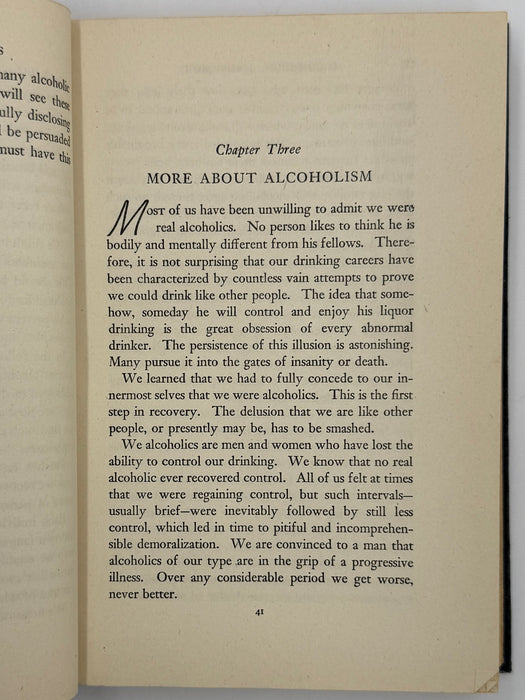 s
many alcoholic
will see these
ully disclosing
be persuaded
must have this
Chapter Three
MORE ABOUT ALCOHOLISM
Most of us have been unwilling to admit we were
real alcoholics. No person likes to think he is
bodily and mentally different from his fellows. There-
fore, it is not surprising that our drinking careers have
been characterized by countless vain attempts to prove
we could drink like other people. The idea that some-
how, someday he will control and enjoy his liquor
drinking is the great obsession of every abnormal
drinker. The persistence of this illusion is astonishing.
Many pursue it into the gates of insanity or death.
We learned that we had to fully concede to our in-
nermost selves that we were alcoholics. This is the first
step in recovery. The delusion that we are like other
people, or presently may be, has to be smashed.
We alcoholics are men and women who have lost the
ability to control our drinking. We know that no real
alcoholic ever recovered control. All of us felt at times
that we were regaining control, but such intervals—
usually brief—were inevitably followed by still less
control, which led in time to pitiful and incomprehen-
sible demoralization. We are convinced to a man that
alcoholics of our type are in the grip of a progressive
illness. Over any considerable period we get worse,
never better.
41